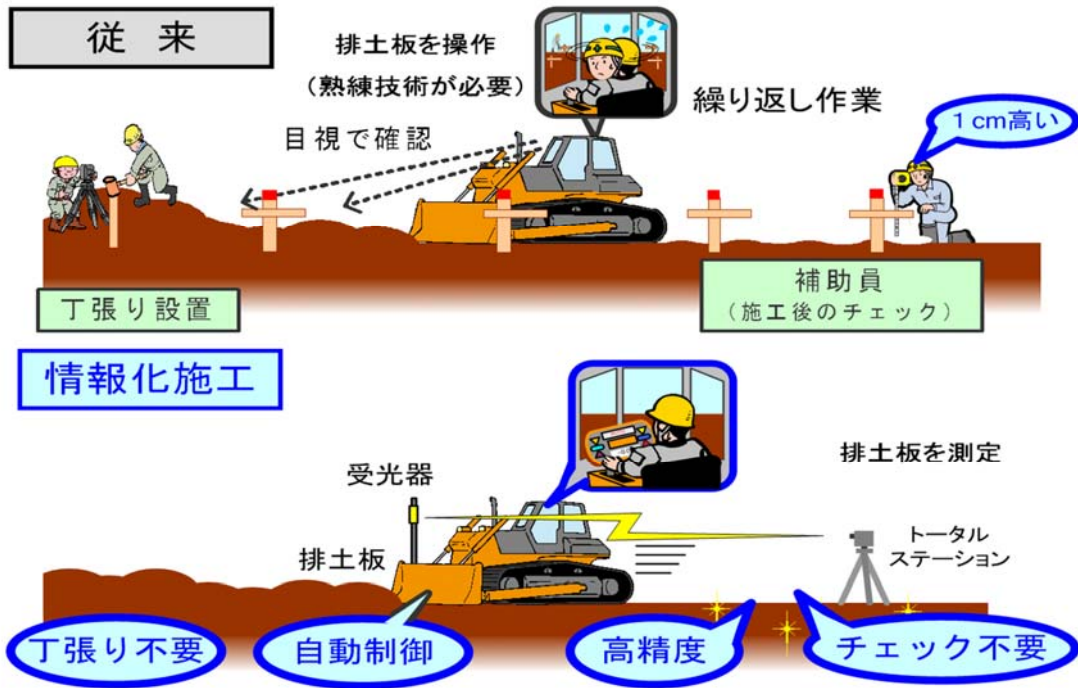 従 来
排土板を操作
(熟練技術が必要)
繰り返し作業
1cm高い
目視で確認
丁張り設置
補助員
(施工後のチェック)
情報化施工
排土板を測定
受光器
トータル
ステーション
排土板
丁張り不要
自動制御
高精度
チェック不要